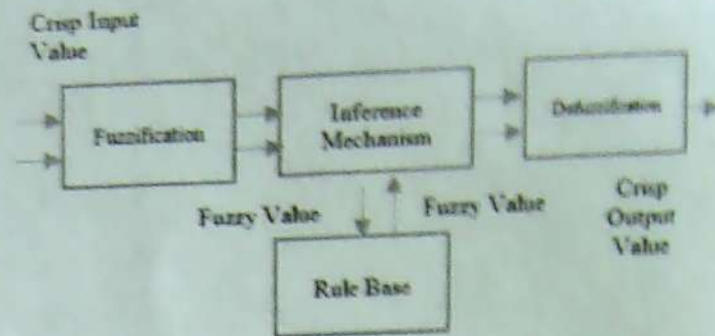 Crisp Input
Value
Fuzzification
Inference
Mechanism
Defuzzification
Fuzzy Value
Fuzzy Value
Crisp
Output
Value
Rule Base